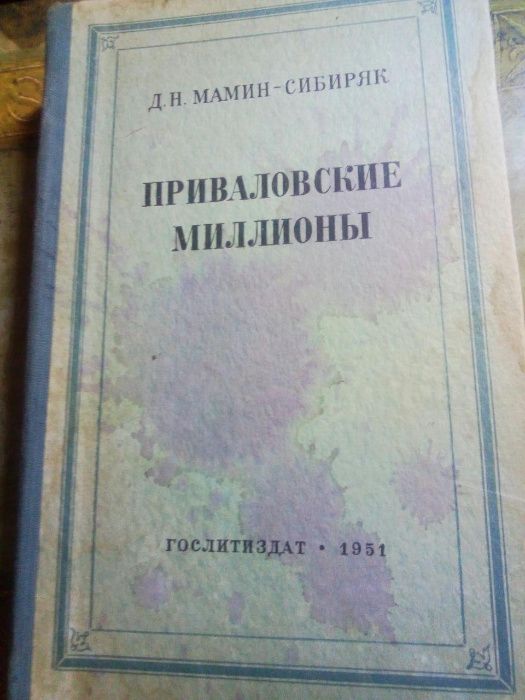 Д. Н. МАМИН-СИБИРЯК
ПРИВАЛОВСКИЕ
МИЛЛИОНЫ
ГОСЛИТИЗДАТ • 1951